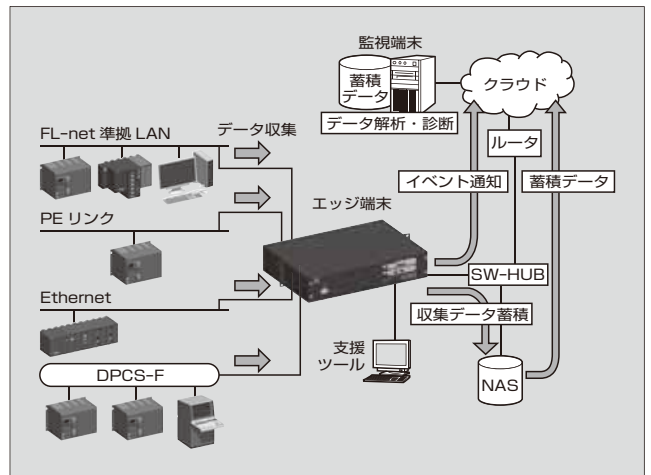 監視端末
蓄積
データ
クラウド
データ解析・診断
FL-net 準拠 LAN
データ収集
ルータ
イベント通知
蓄積データ
PE リンク
エッジ端末
SW-HUB
Ethernet
収集データ蓄積
支援
ツール
DPCS-F
NAS